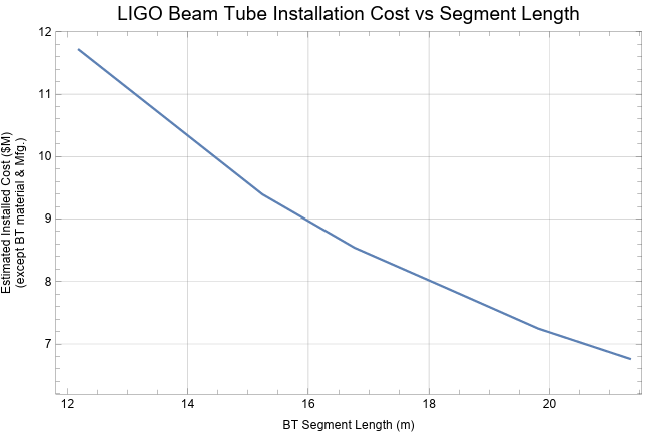 LIGO Beam Tube Installation Cost vs Segment Length
12
11
10
9
8
7
Estimated Installed Cost ($M)
(except BT material & Mfg.)
12 14 16 18 20
BT Segment Length (m)